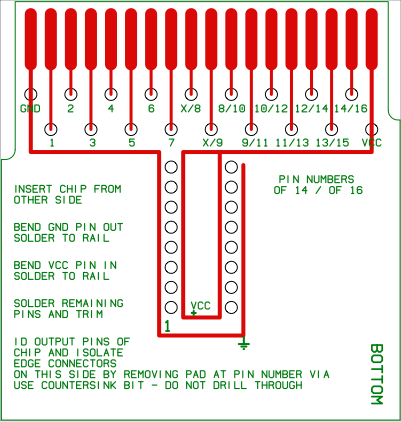 GND 2 4 6 X/8 8/10 10/12 12/14 14/16
1 3 5 7 X/9 9/11 11/13 13/15 VCC
PIN NUMBERS
OF 14 / OF 16
INSERT CHIP FROM
OTHER SIDE
BEND GND PIN OUT
SOLDER TO RAIL
BEND VCC PIN IN
SOLDER TO RAIL
SOLDER REMAINING
PINS AND TRIM
VCC
+
1
ID OUTPUT PINS OF
CHIP AND ISOLATE
EDGE CONNECTORS
ON THIS SIDE BY REMOVING PAD AT PIN NUMBER VIA
USE COUNTERSINK BIT - DO NOT DRILL THROUGH
BOTTOM